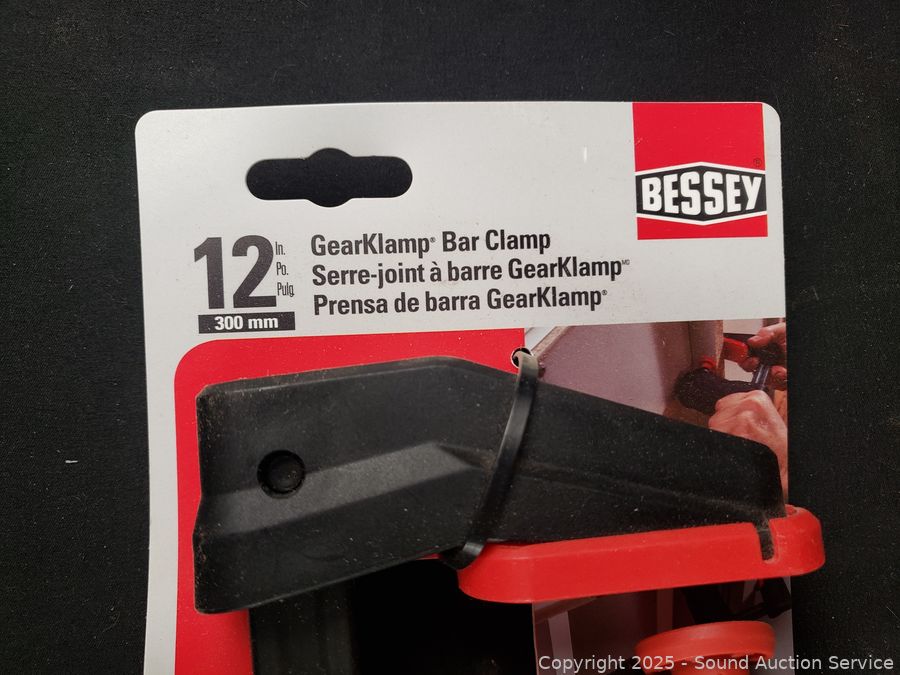 BESSEY®
12 In.
Po.
Pulg.
300 mm
GearKlamp® Bar Clamp
Serre-joint à barre GearKlamp MD
Prensa de barra GearKlamp®
Copyright 2025 - Sound Auction Service